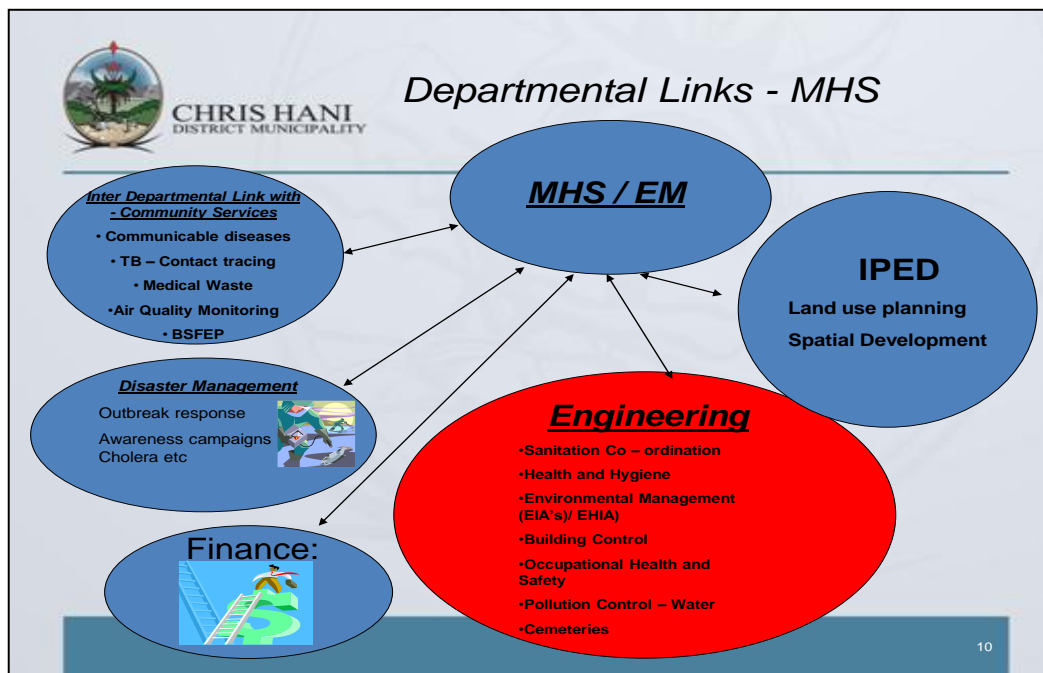 CHRIS HANI
DISTRICT MUNICIPALITY
Departmental Links - MHS
MHS / EM
Inter Departmental Link with
- Community Services
• Communicable diseases
• TB – Contact tracing
• Medical Waste
•Air Quality Monitoring
• BSFEP
IPED
Land use planning
Spatial Development
Disaster Management
Outbreak response
Awareness campaigns
Cholera etc
Engineering
•Sanitation Co – ordination
•Health and Hygiene
•Environmental Management
(EIA's)/ EHIA)
•Building Control
•Occupational Health and
Safety
•Pollution Control – Water
•Cemeteries
Finance:
10